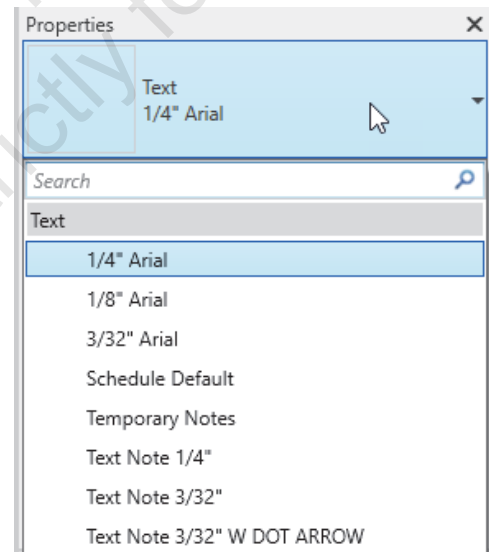 Properties
Text
1/4" Arial
Search
Text
1/4" Arial
1/8" Arial
3/32" Arial
Schedule Default
Temporary Notes
Text Note 1/4"
Text Note 3/32"
Text Note 3/32" W DOT ARROW